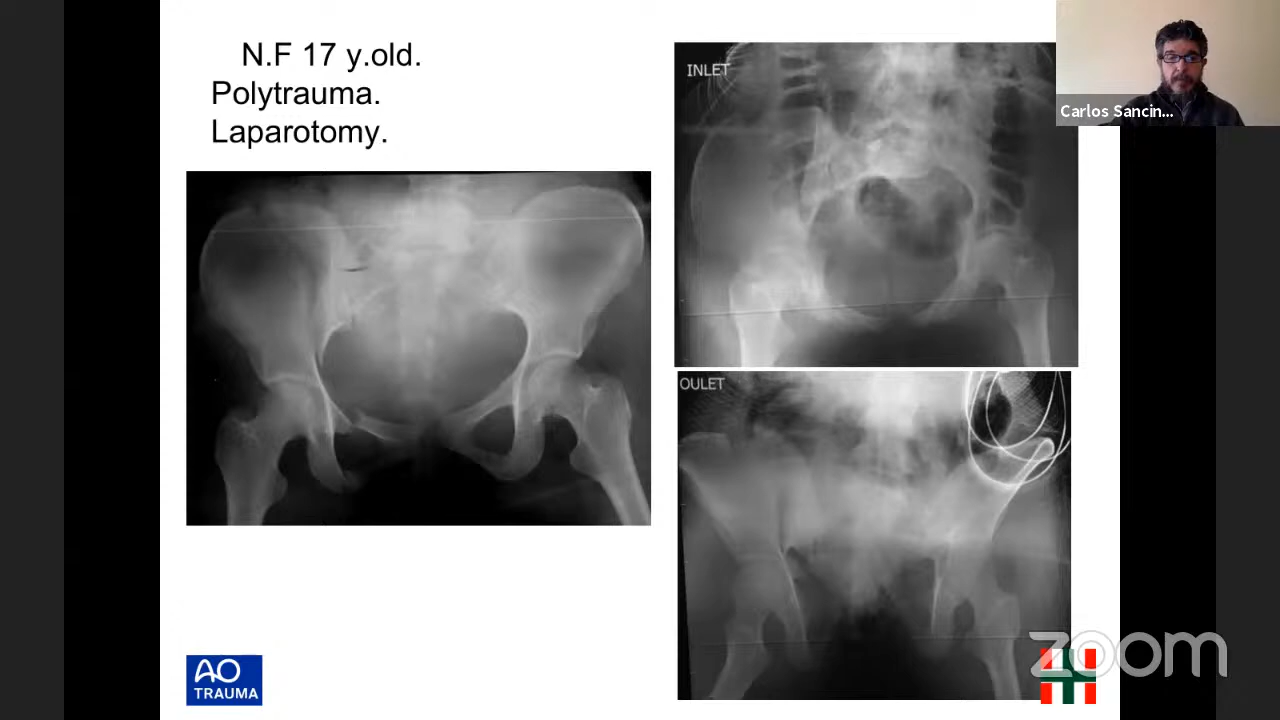 N.F 17 y.old.
Polytrauma.
Laparotomy.
INLET
Carlos Sancin...
OULET
AO
TRAUMA
zoom